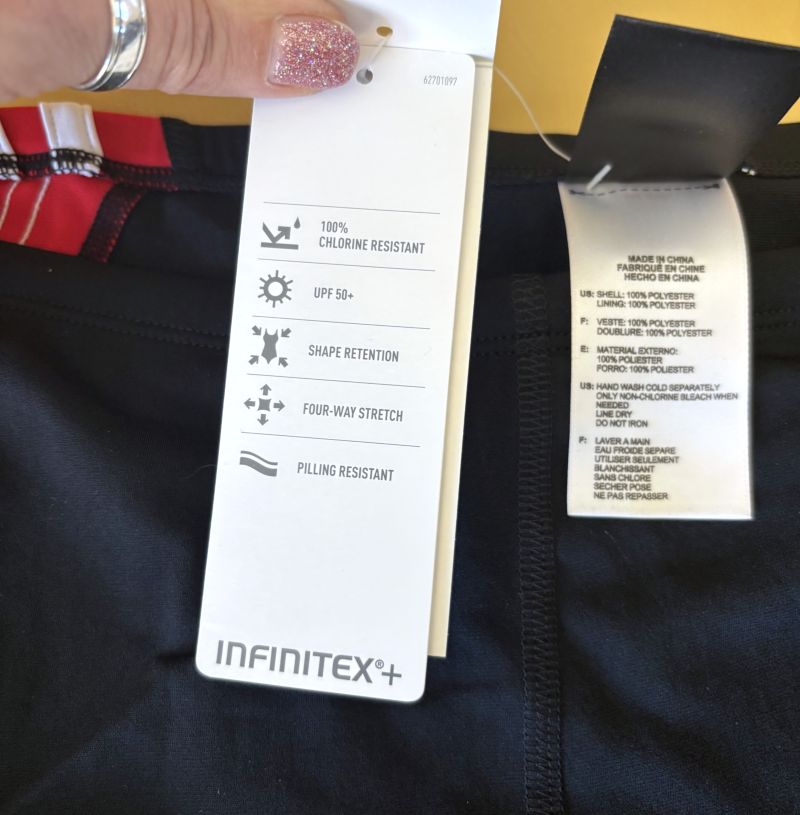 62701097
100%
CHLORINE RESISTANT
UPF 50+
SHAPE RETENTION
FOUR-WAY STRETCH
PILLING RESISTANT
INFINITEX®+
MADE IN CHINA
FABRIQUÉ EN CHINE
HECHO EN CHINA
US: SHELL: 100% POLYESTER
LINING: 100% POLYESTER
F: VESTE: 100% POLYESTER
DOUBLURE: 100% POLYESTER
E: MATERIAL EXTERNO:
100% POLIESTER
FORRO: 100% POLIESTER
US: HAND WASH COLD SEPARATELY
ONLY NON-CHLORINE BLEACH WHEN
NEEDED
LINE DRY
DO NOT IRON
F: LAVER A MAIN
EAU FROIDE SEPARE
UTILISER SEULEMENT
BLANCHISSANT
SANS CHLORE
SECHER POSE
NE PAS REPASSER